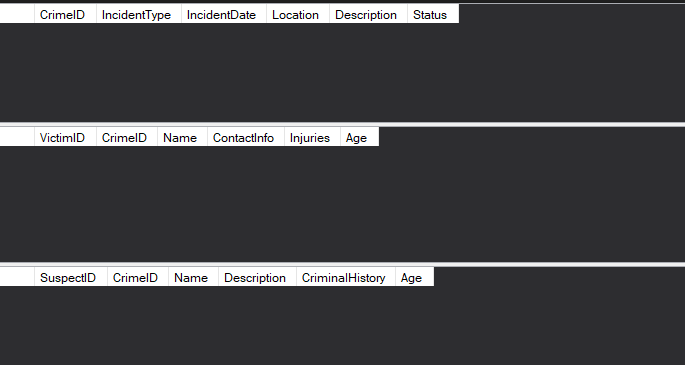 CrimeID IncidentType IncidentDate Location Description Status
VictimID CrimeID Name ContactInfo Injuries Age
SuspectID CrimeID Name Description CriminalHistory Age